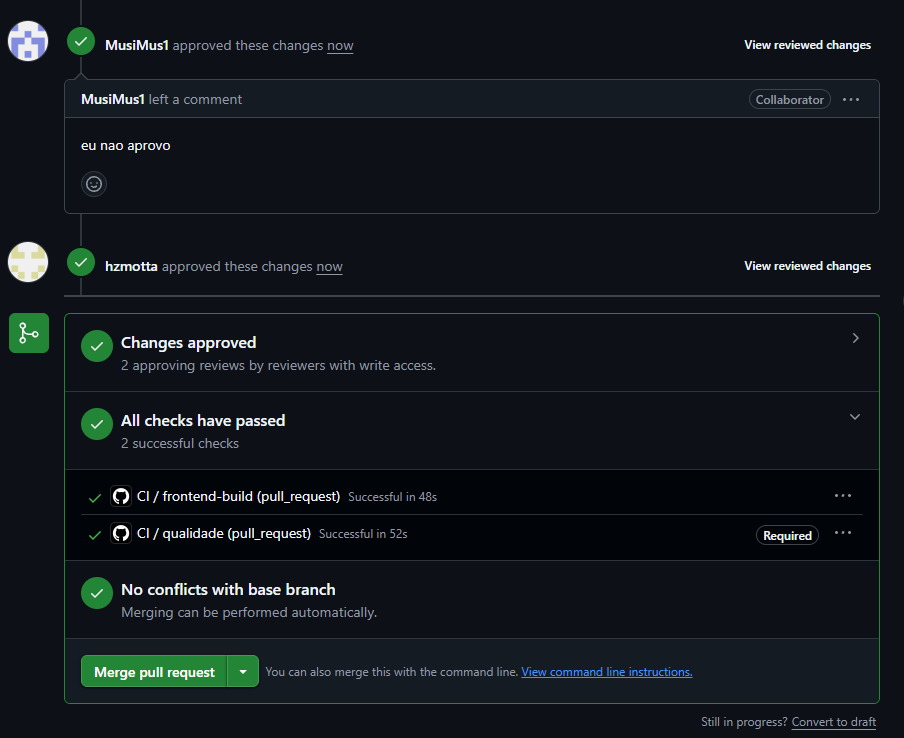 MusiMus1 approved these changes now
View reviewed changes
MusiMus1 left a comment
Collaborator
eu nao aprovo
hzmotta approved these changes now
View reviewed changes
Changes approved
2 approving reviews by reviewers with write access.
All checks have passed
2 successful checks
CI / frontend-build (pull_request) Successful in 48s
CI / qualidade (pull_request) Successful in 52s
Required
No conflicts with base branch
Merging can be performed automatically.
Merge pull request
You can also merge this with the command line. View command line instructions.
Still in progress? Convert to draft